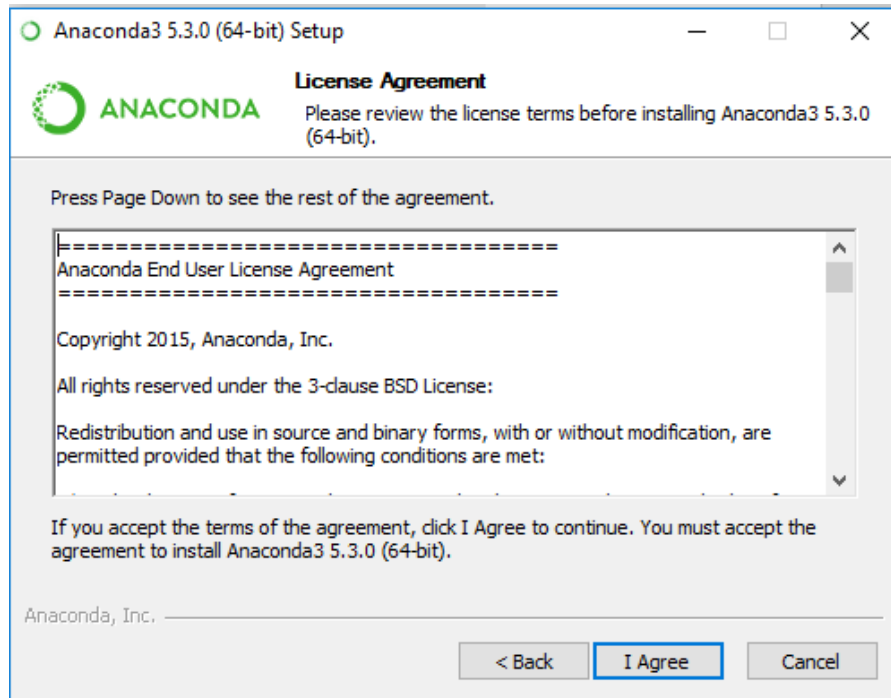 Anaconda3 5.3.0 (64-bit) Setup
ANACONDA
License Agreement
Please review the license terms before installing Anaconda3 5.3.0
(64-bit).
Press Page Down to see the rest of the agreement.
===================================
Anaconda End User License Agreement
===================================
Copyright 2015, Anaconda, Inc.
All rights reserved under the 3-clause BSD License:
Redistribution and use in source and binary forms, with or without modification, are
permitted provided that the following conditions are met:
If you accept the terms of the agreement, click I Agree to continue. You must accept the
agreement to install Anaconda3 5.3.0 (64-bit).
Anaconda, Inc.
< Back
I Agree
Cancel